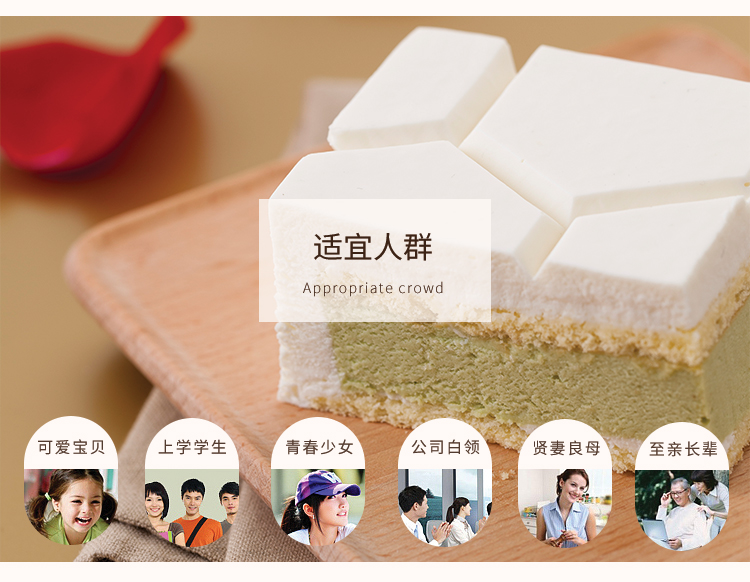 适宜人群
Appropriate crowd
可爱宝贝
上学学生
青春少女
公司白领
贤妻良母
至亲长辈